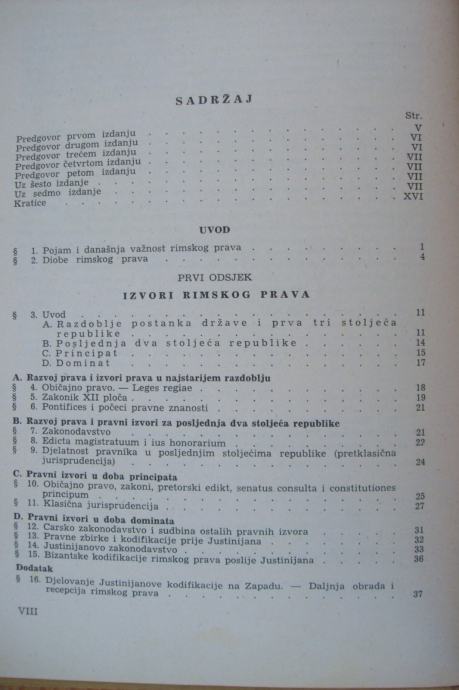 SADRŽAJ
Str.
Predgovor prvom izdanju . . . . . . . . . . . . V
Predgovor drugom izdanju . . . . . . . . . . . . VI
Predgovor trećem izdanju . . . . . . . . . . . . VI
Predgovor četvrtom izdanju . . . . . . . . . . . . VII
Predgovor petom izdanju . . . . . . . . . . . . VII
Uz šesto izdanje . . . . . . . . . . . . VII
Uz sedmo izdanje . . . . . . . . . . . . VII
Kratice . . . . . . . . . . . . XVI
UVOD
§ 1. Pojam i današnja važnost rimskog prava . . . . . . . 1
§ 2. Diobe rimskog prava . . . . . . . . . . . 4
PRVI ODSJEK
IZVORI RIMSKOG PRAVA
§ 3. Uvod . . . . . . . . . . . . 11
A. Razdoblje postanka države i prva tri stoljeća
republike . . . . . . . . . . . . 11
B. Posljednja dva stoljeća republike . . . . . 14
C. Principat . . . . . . . . . . . . 15
D. Dominat . . . . . . . . . . . . 17
A. Razvoj prava i izvori prava u najstarijem razdoblju
§ 4. Običajno pravo. — Leges regiae . . . . . . . . . 18
§ 5. Zakonik XII ploča . . . . . . . . . . . . 19
§ 6. Pontifices i počeci pravne znanosti . . . . . . . . 21
B. Razvoj prava i pravni izvori za posljednja dva stoljeća republike
§ 7. Zakonodavstvo . . . . . . . . . . . . 21
§ 8. Edicta magistratuum i ius honorarium . . . . . . . 22
§ 9. Djelatnost pravnika u posljednjim stoljećima republike (pretklasična
jurisprudencija) . . . . . . . . . . . . 24
C. Pravni izvori u doba principata
§ 10. Običajno pravo, zakoni, pretorski edikt, senatus consulta i constitutiones
principum . . . . . . . . . . . . 25
§ 11. Klasična jurisprudencija . . . . . . . . . . . 27
D. Pravni izvori u doba dominata
§ 12. Carsko zakonodavstvo i sudbina ostalih pravnih izvora . . . . 31
§ 13. Pravne zbirke i kodifikacije prije Justinijana . . . . . . 32
§ 14. Justinijanovo zakonodavstvo . . . . . . . . . . 33
§ 15. Bizantske kodifikacije rimskog prava poslije Justinijana . . . . 36
Dodatak
§ 16. Djelovanje Justinijanove kodifikacije na Zapadu. — Daljnja obrada i
recepcija rimskog prava . . . . . . . . . . . 37
VIII